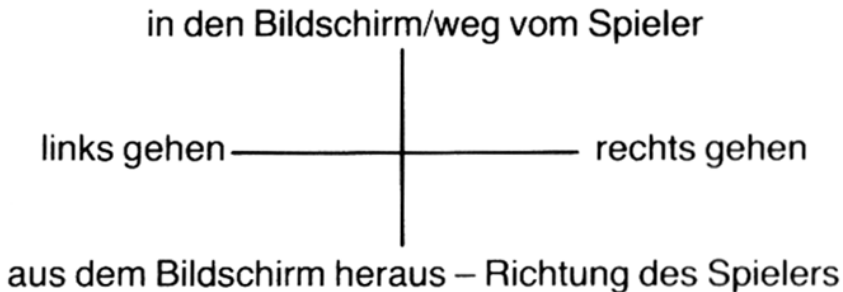 in den Bildschirm/weg vom Spieler
links gehen rechts gehen
aus dem Bildschirm heraus – Richtung des Spielers